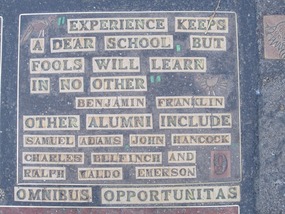 "EXPERIENCE KEEPS
A DEAR SCHOOL BUT
FOOLS WILL LEARN
IN NO OTHER"
BENJAMIN FRANKLIN
OTHER ALUMNI INCLUDE
SAMUEL ADAMS JOHN HANCOCK
CHARLES BULFINCH AND
RALPH WALDO EMERSON
OMNIBUS OPPORTUNITAS